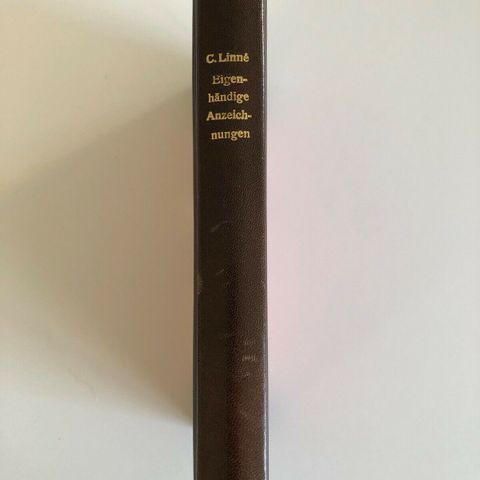 C. Linné
Eigen-
händige
Anzeich-
nungen